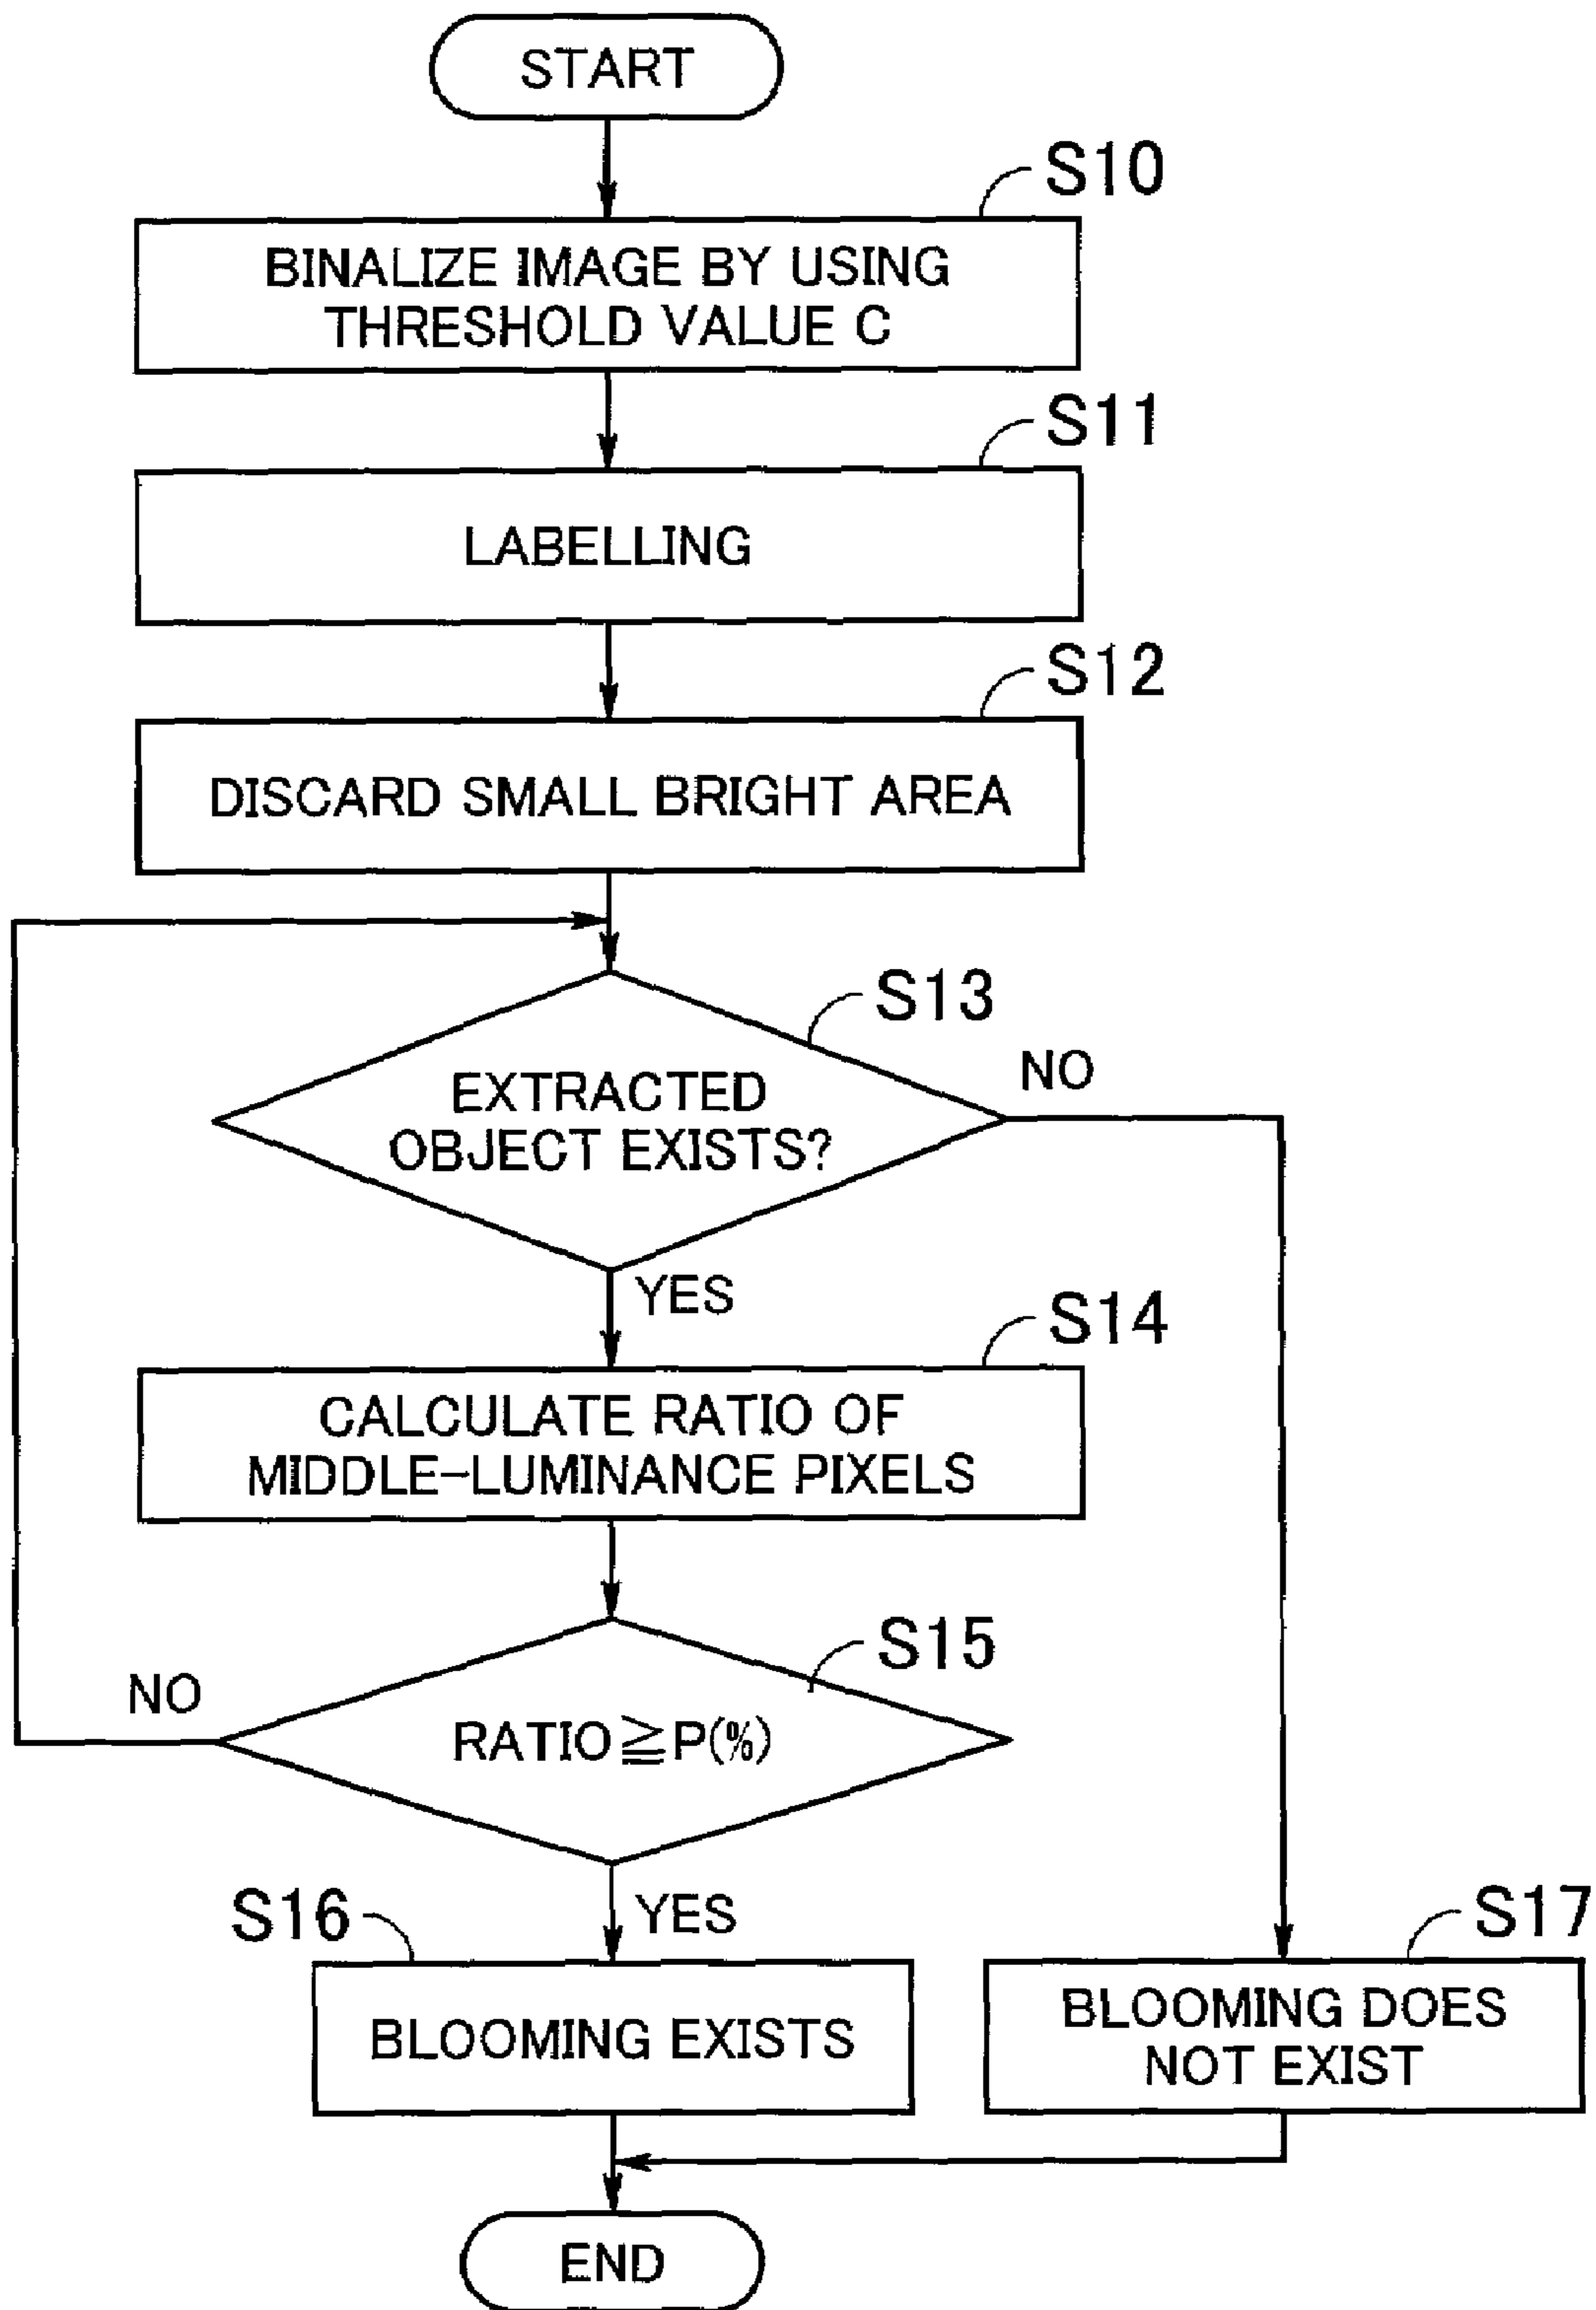 START
S10
BINALIZE IMAGE BY USING
THRESHOLD VALUE C
S11
LABELLING
S12
DISCARD SMALL BRIGHT AREA
S13
EXTRACTED
OBJECT EXISTS?
NO
YES
S14
CALCULATE RATIO OF
MIDDLE-LUMINANCE PIXELS
S15
NO
RATIO≧P(%)
YES
S16
BLOOMING EXISTS
S17
BLOOMING DOES
NOT EXIST
END